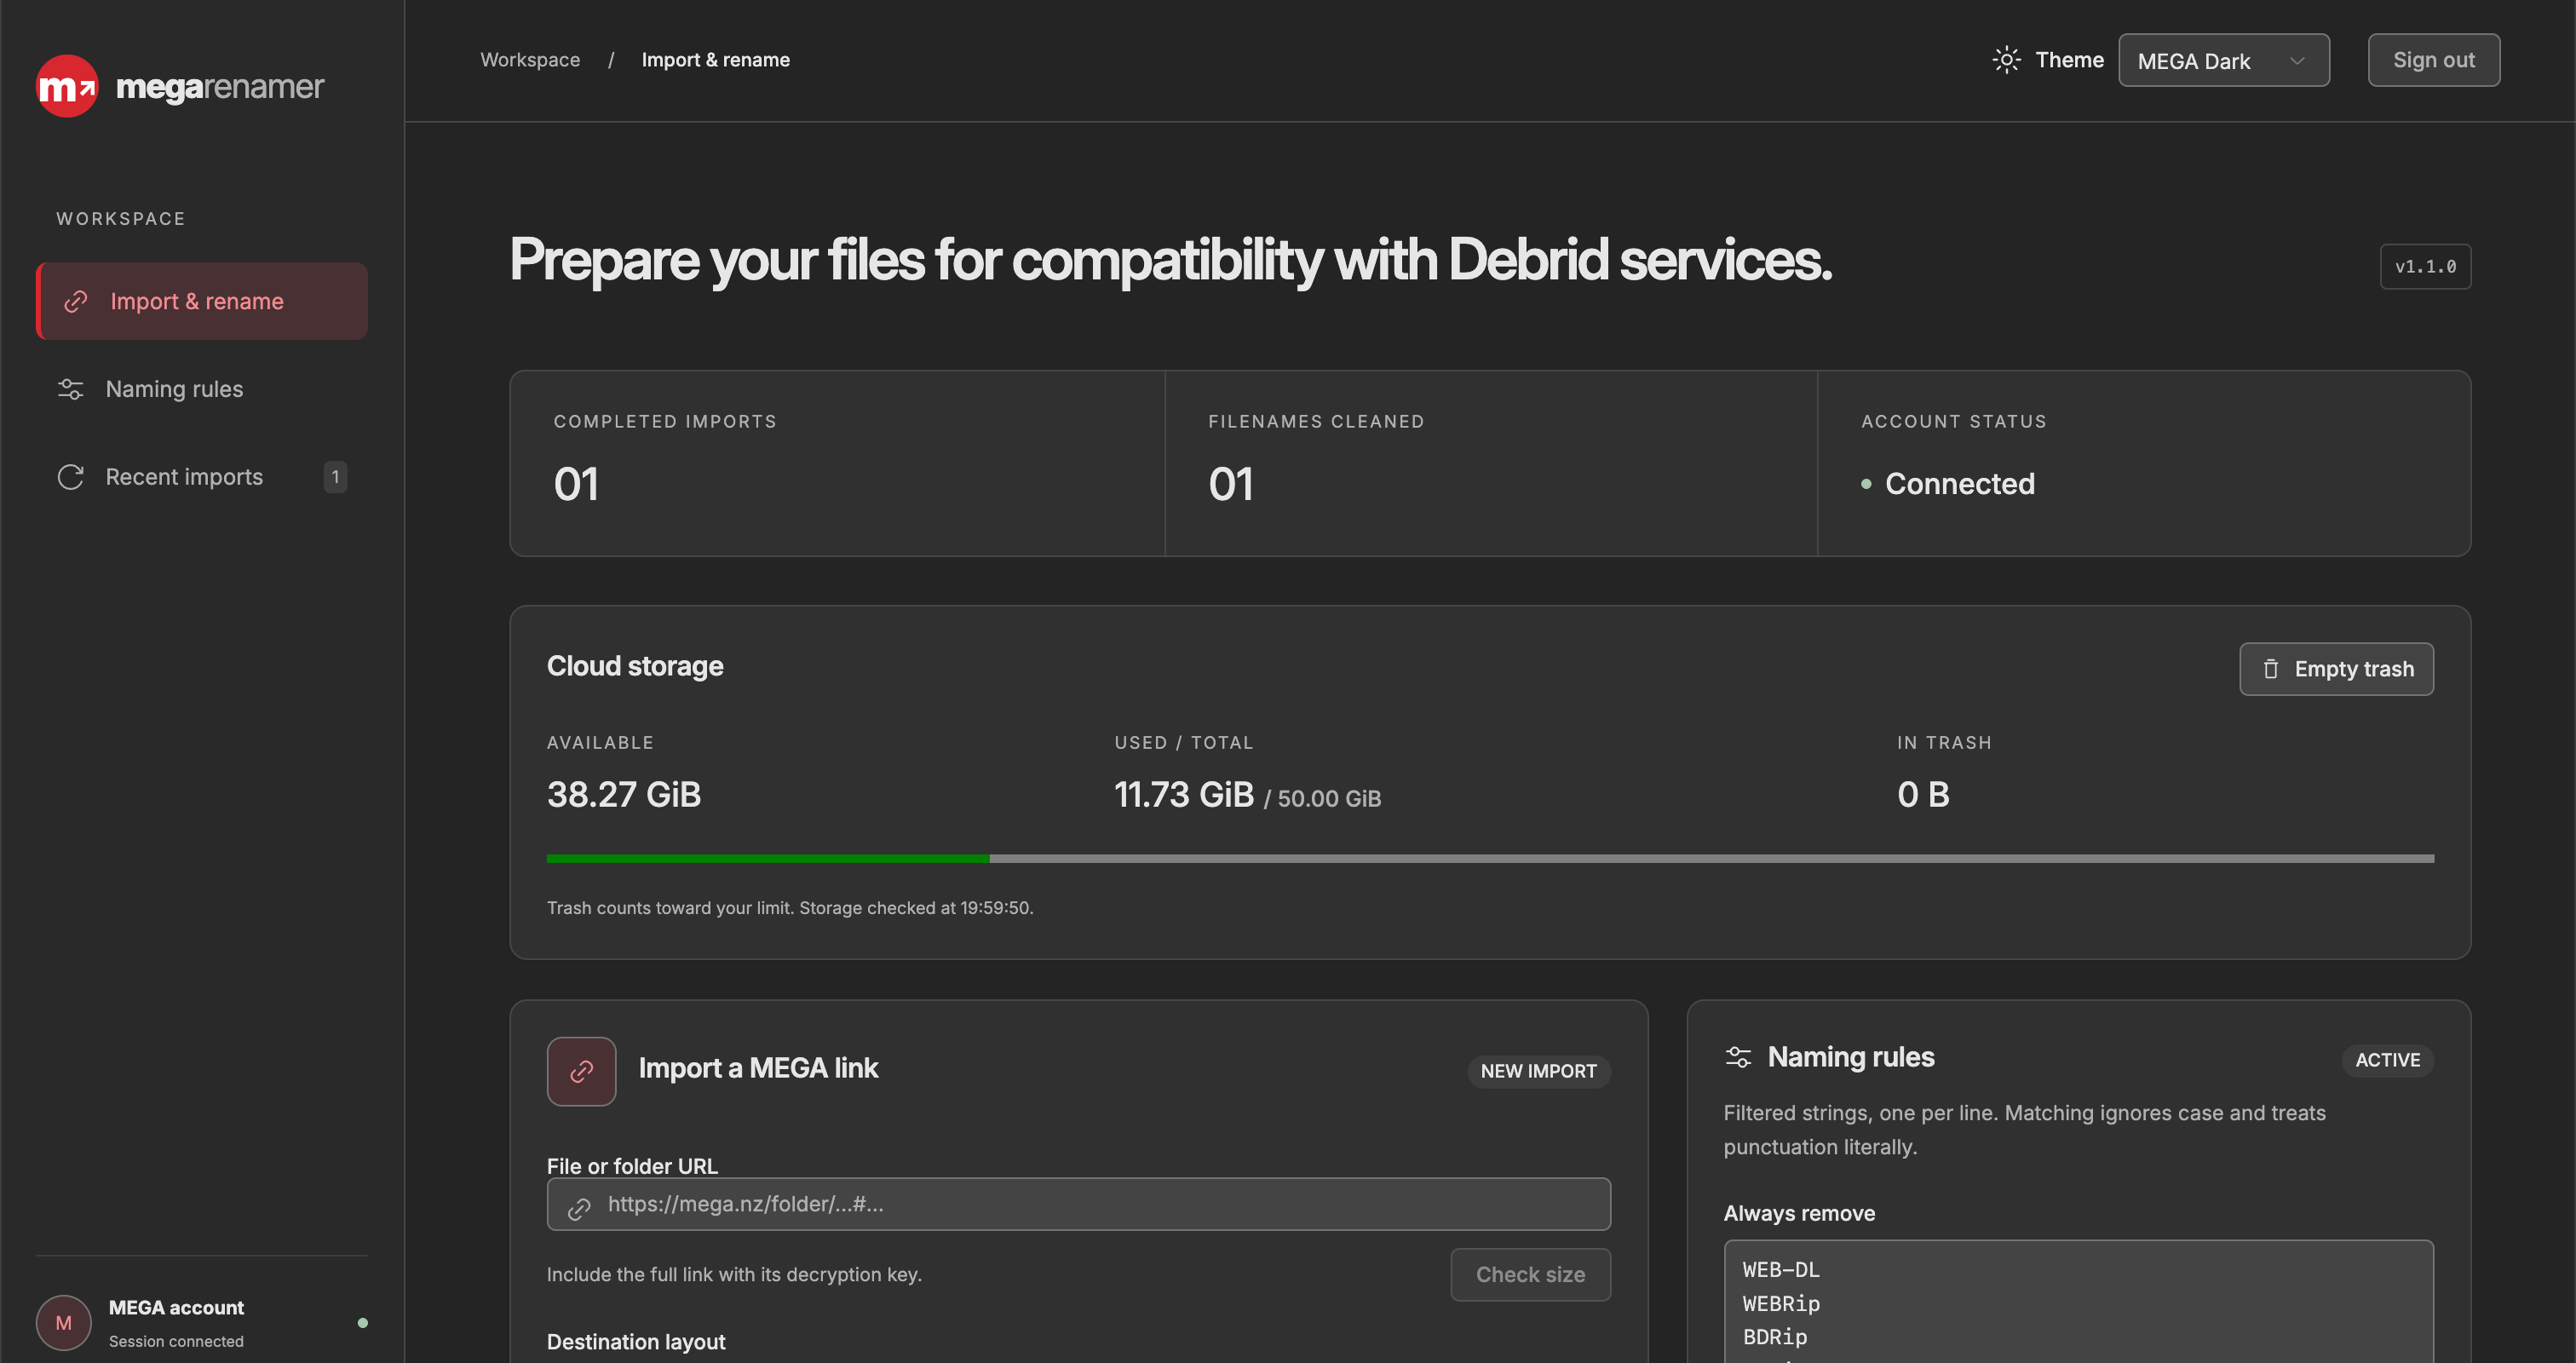 megarenamer
WORKSPACE
Import & rename
Naming rules
Recent imports 1
M
MEGA account
Session connected
Workspace / Import & rename
Theme MEGA Dark Sign out
Prepare your files for compatibility with Debrid services.
v1.1.0
COMPLETED IMPORTS
01
FILENAMES CLEANED
01
ACCOUNT STATUS
Connected
Cloud storage
Empty trash
AVAILABLE
38.27 GiB
USED / TOTAL
11.73 GiB / 50.00 GiB
IN TRASH
0 B
Trash counts toward your limit. Storage checked at 19:59:50.
Import a MEGA link
NEW IMPORT
File or folder URL
https://mega.nz/folder/...#...
Include the full link with its decryption key.
Check size
Destination layout
Naming rules
ACTIVE
Filtered strings, one per line. Matching ignores case and treats
punctuation literally.
Always remove
WEB-DL
WEBRip
BDRip